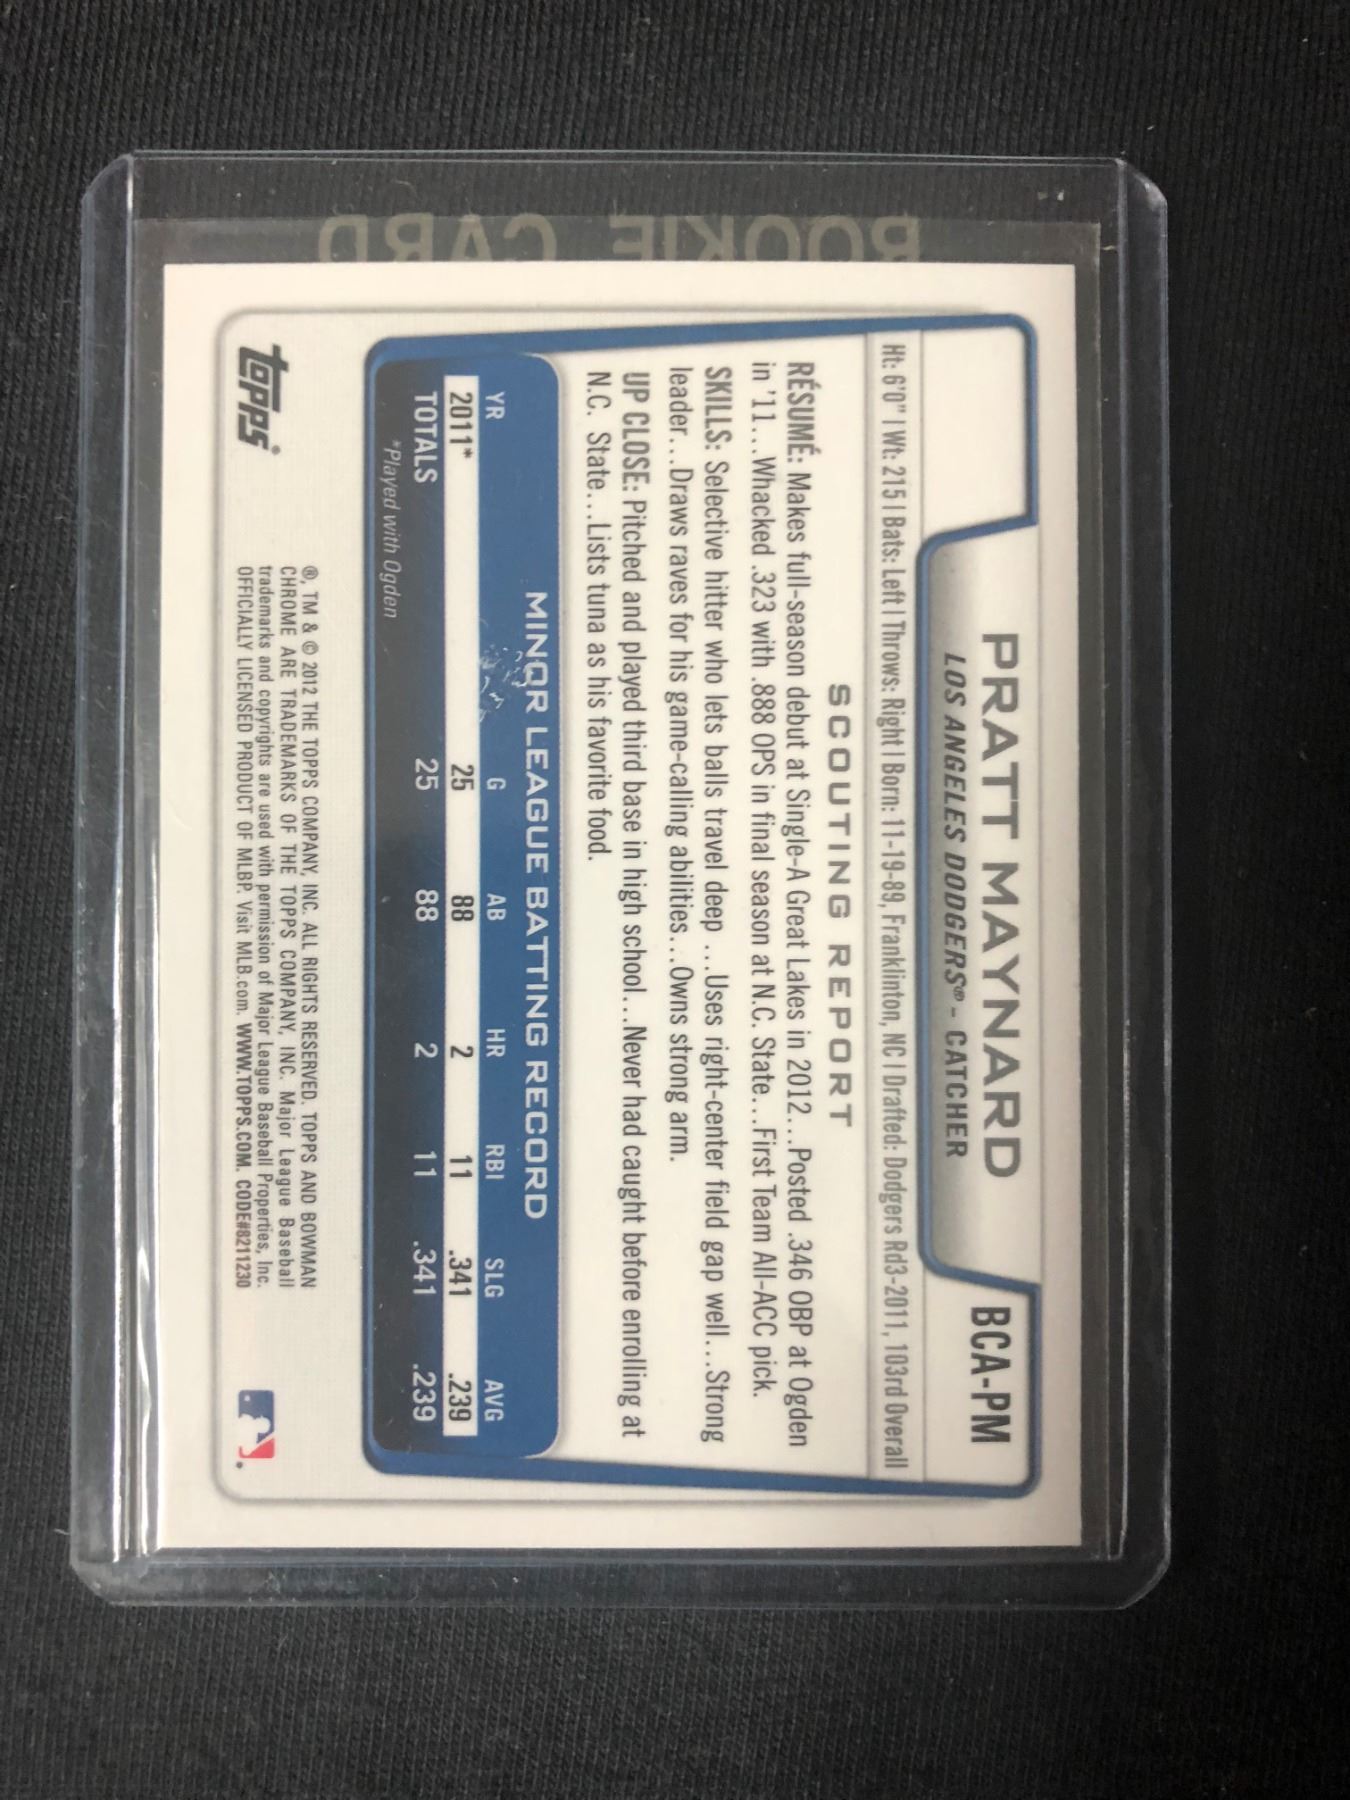 ROOKIE CARD
BCA-PM
PRATT MAYNARD
LOS ANGELES DODGERS® - CATCHER
Ht: 6'0" | Wt: 215 | Bats: Left | Throws: Right | Born: 11-19-89, Franklinton, NC | Drafted: Dodgers Rd3-2011, 103rd Overall
SCOUTING REPORT
RÉSUMÉ: Makes full-season debut at Single-A Great Lakes in 2012...Posted .346 OBP at Ogden
in '11...Whacked .323 with .888 OPS in final season at N.C. State...First Team All-ACC pick.
SKILLS: Selective hitter who lets balls travel deep ...Uses right-center field gap well...Strong
leader...Draws raves for his game-calling abilities...Owns strong arm.
UP CLOSE: Pitched and played third base in high school...Never had caught before enrolling at
N.C. State...Lists tuna as his favorite food.
MINOR LEAGUE BATTING RECORD
YR G AB HR RBI SLG AVG
2011* 25 88 2 11 .341 .239
TOTALS 25 88 2 11 .341 .239
*Played with Ogden
®, TM & © 2012 THE TOPPS COMPANY, INC. ALL RIGHTS RESERVED. TOPPS AND BOWMAN
CHROME ARE TRADEMARKS OF THE TOPPS COMPANY, INC. Major League Baseball
trademarks and copyrights are used with permission of Major League Baseball Properties, Inc.
OFFICIALLY LICENSED PRODUCT OF MLBP. Visit MLB.com. WWW.TOPPS.COM. CODE#8211230
topps®